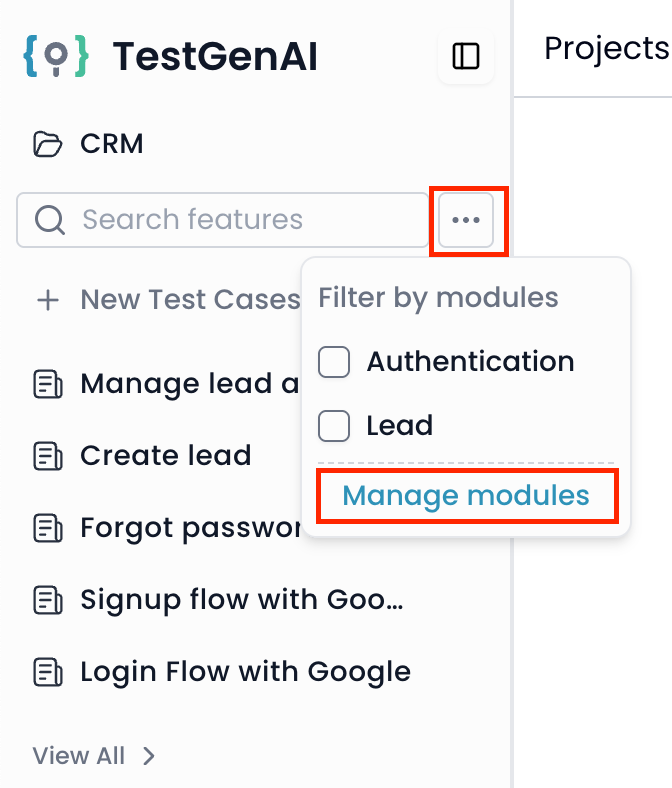 TestGenAI
Projects
CRM
Search features
New Test Cases
Filter by modules
Authentication
Lead
Manage modules
Manage lead a
Create lead
Forgot passwor
Signup flow with Goo...
Login Flow with Google
View All